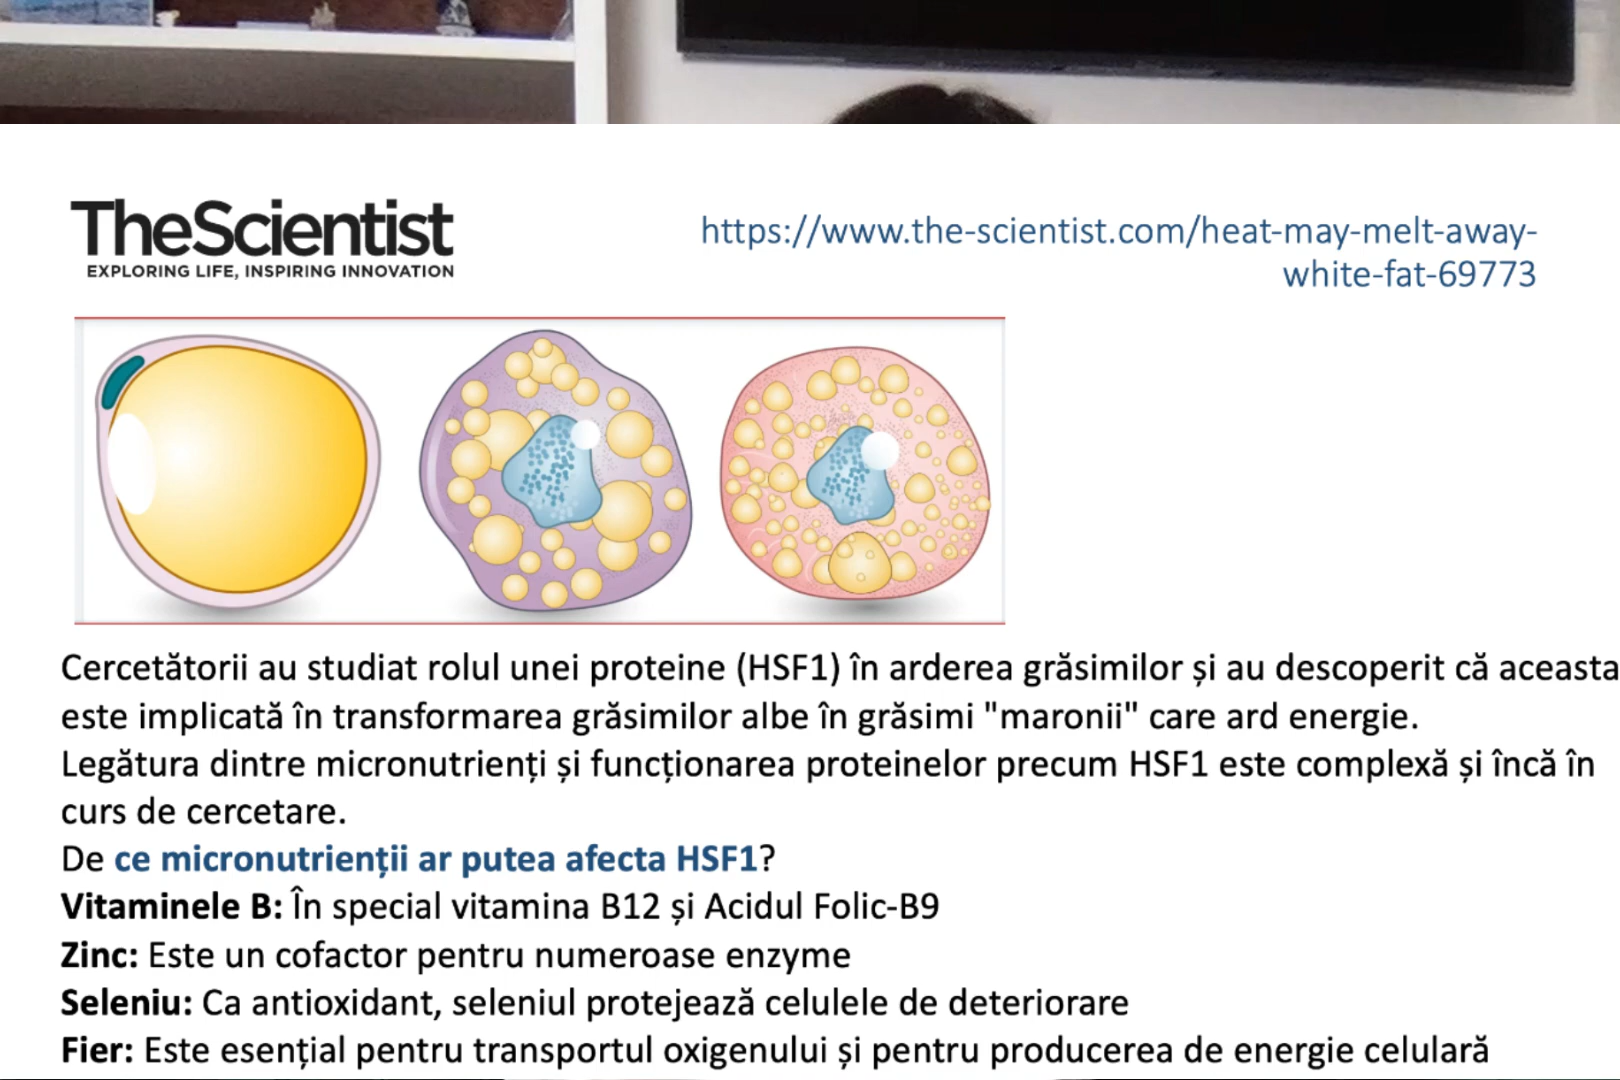 TheScientist
EXPLORING LIFE, INSPIRING INNOVATION
https://www.the-scientist.com/heat-may-melt-away-
white-fat-69773
Cercetătorii au studiat rolul unei proteine (HSF1) în arderea grăsimilor și au descoperit că aceasta
este implicată în transformarea grăsimilor albe în grăsimi "maronii" care ard energie.
Legătura dintre micronutrienți și funcționarea proteinelor precum HSF1 este complexă și încă în
curs de cercetare.
De ce micronutrienții ar putea afecta HSF1?
Vitaminele B: În special vitamina B12 și Acidul Folic-B9
Zinc: Este un cofactor pentru numeroase enzyme
Seleniu: Ca antioxidant, seleniul protejează celulele de deteriorare
Fier: Este esențial pentru transportul oxigenului și pentru producerea de energie celulară